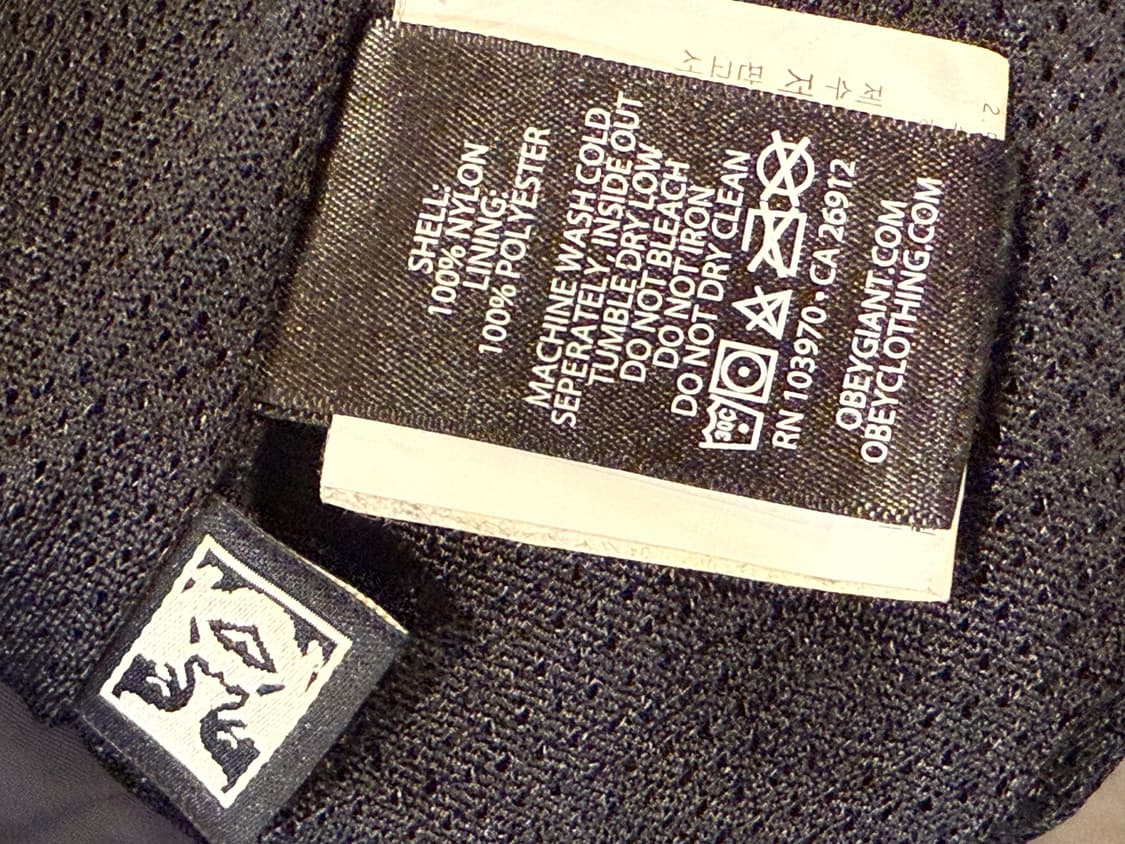 SHELL:
100% NYLON
LINING:
100% POLYESTER
MACHINE WASH COLD
SEPERATELY, INSIDE OUT
TUMBLE DRY LOW
DO NOT BLEACH
DO NOT IRON
DO NOT DRY CLEAN
30C
RN 103970 • CA 26912
OBEYGIANT.COM
OBEYCLOTHING.COM